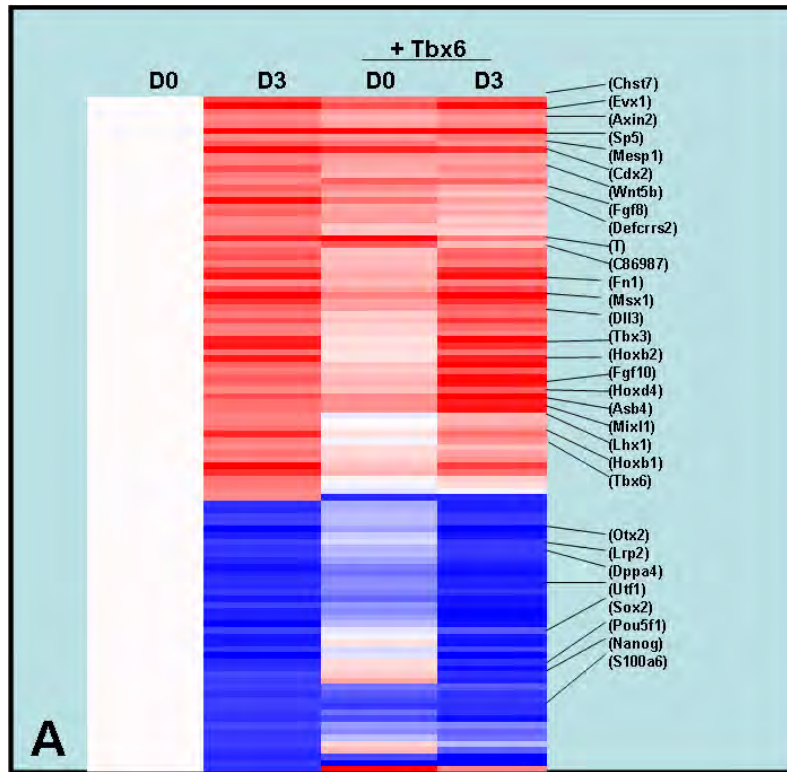 + Tbx6
D0 D3 D0 D3
(Chst7)
(Evx1)
(Axin2)
(Sp5)
(Mesp1)
(Cdx2)
(Wnt5b)
(Fgf8)
(Defcrrs2)
(T)
(C86987)
(Fn1)
(Msx1)
(Dll3)
(Tbx3)
(Hoxb2)
(Fgf10)
(Hoxd4)
(Asb4)
(Mixl1)
(Lhx1)
(Hoxb1)
(Tbx6)
(Otx2)
(Lrp2)
(Dppa4)
(Utf1)
(Sox2)
(Pou5f1)
(Nanog)
(S100a6)
A